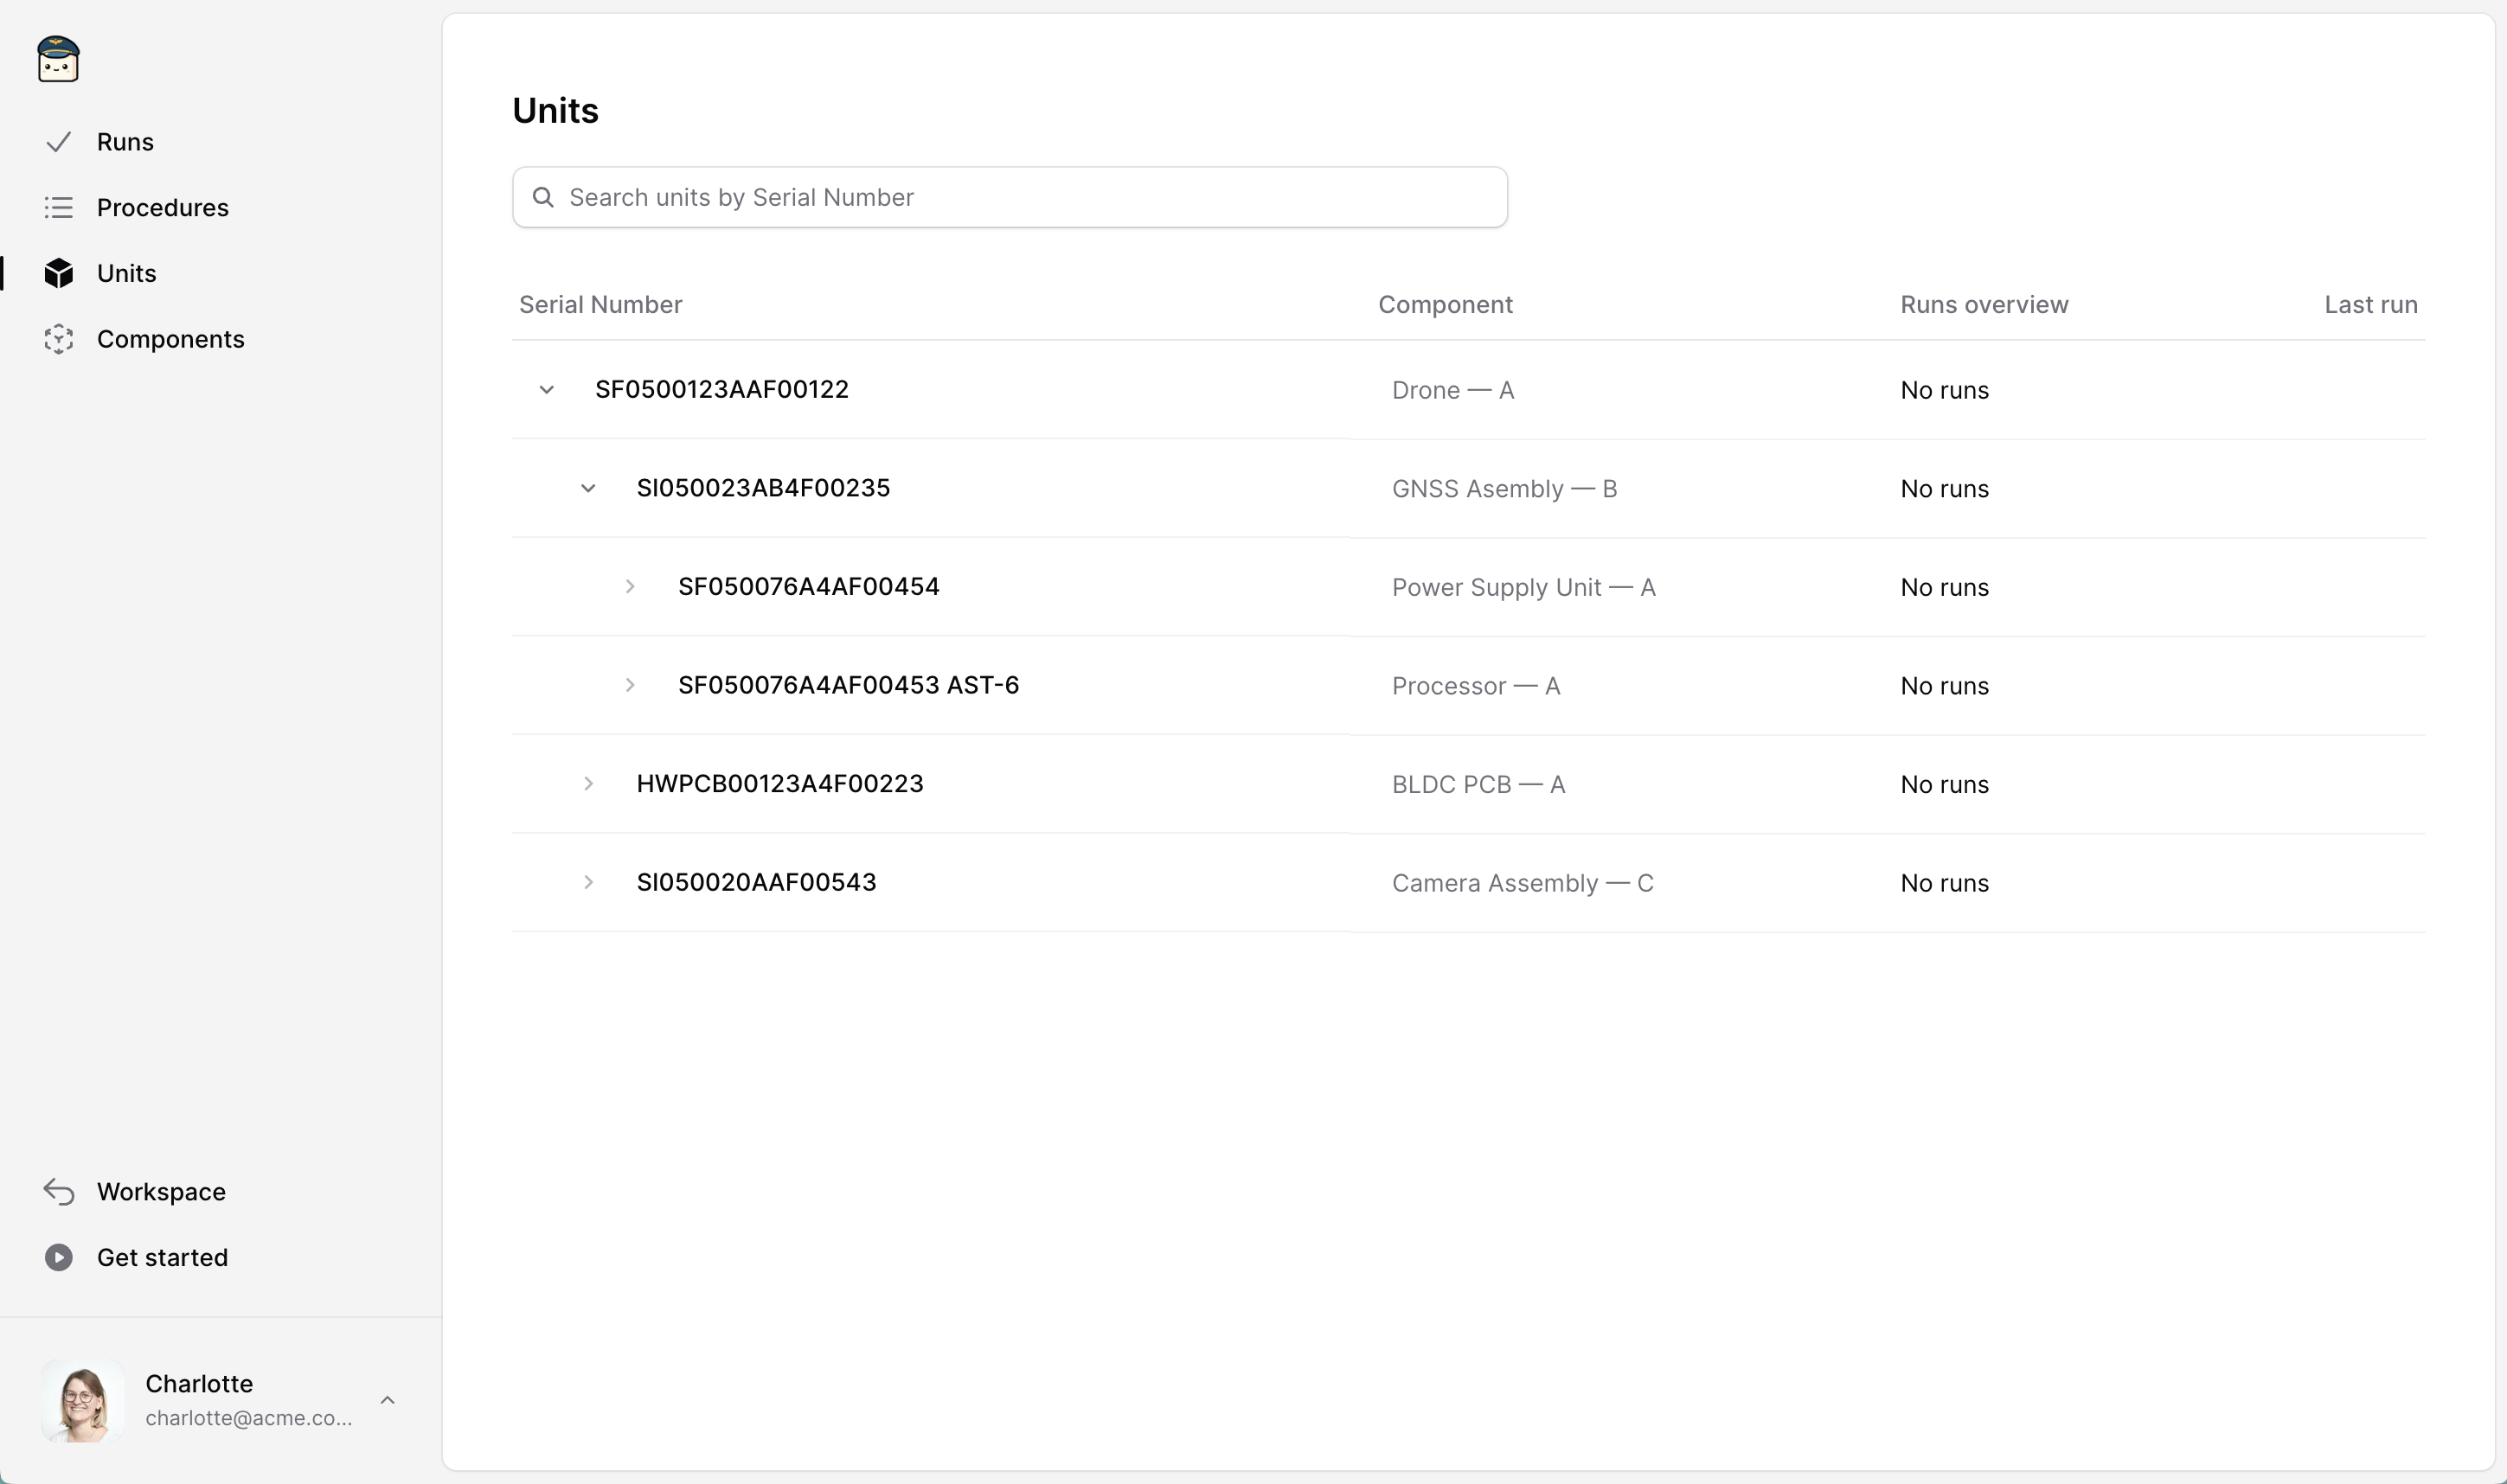 Runs
Procedures
Units
Components
Workspace
Get started
Charlotte
charlotte@acme.co...
Units
Search units by Serial Number
Serial Number Component Runs overview Last run
SF0500123AAF00122 Drone — A No runs
SI050023AB4F00235 GNSS Asembly — B No runs
SF050076A4AF00454 Power Supply Unit — A No runs
SF050076A4AF00453 AST-6 Processor — A No runs
HWPCB00123A4F00223 BLDC PCB — A No runs
SI050020AAF00543 Camera Assembly — C No runs